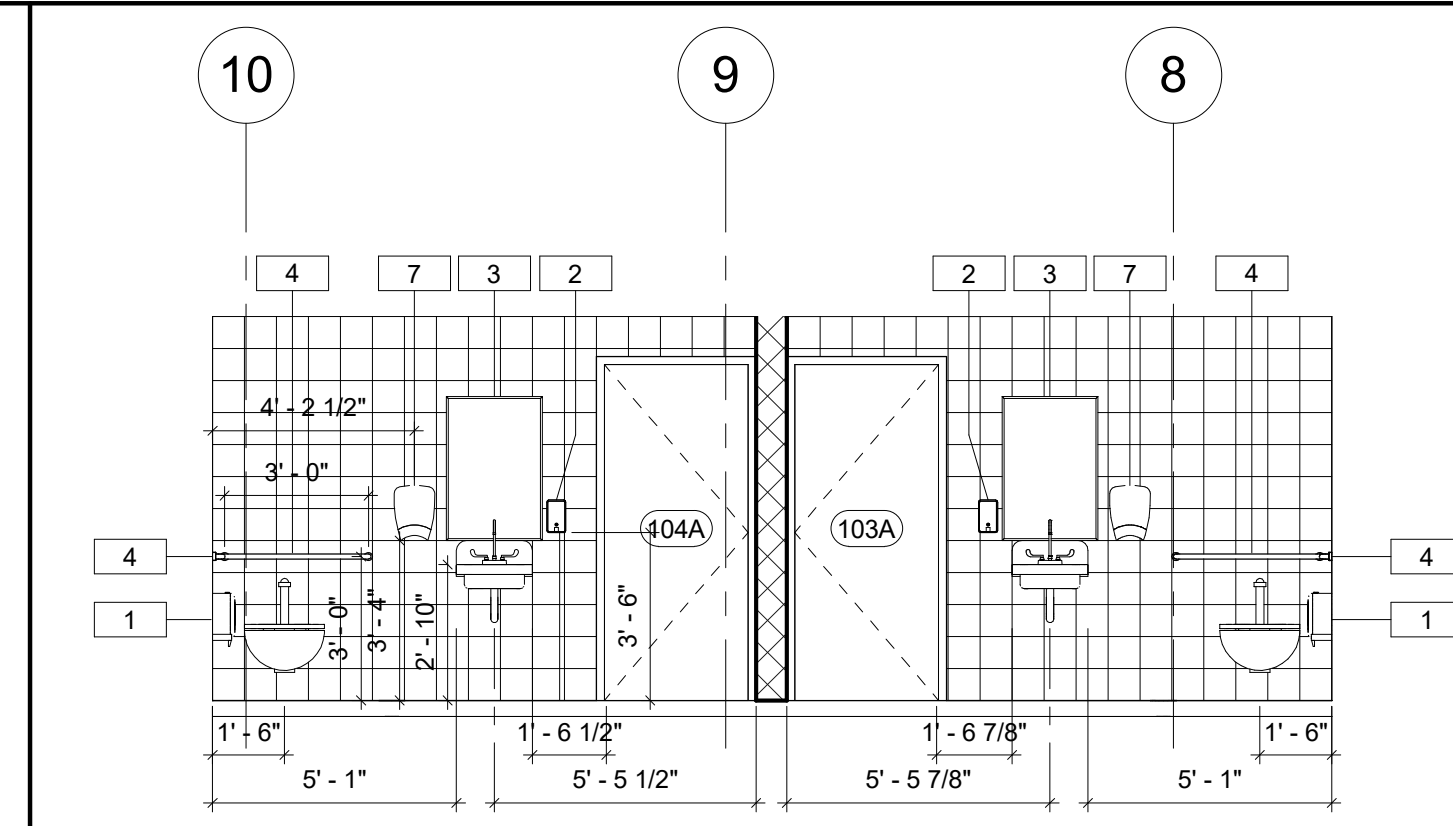 10 9 8
4 7 3 2 2 3 7 4
4' - 2 1/2"
3' - 0"
104A 103A
4 4
1 1
3' - 0" 3' - 4" 2' - 10" 3' - 6"
1' - 6" 1' - 6 1/2" 1' - 6 7/8" 1' - 6"
5' - 1" 5' - 5 1/2" 5' - 5 7/8" 5' - 1"